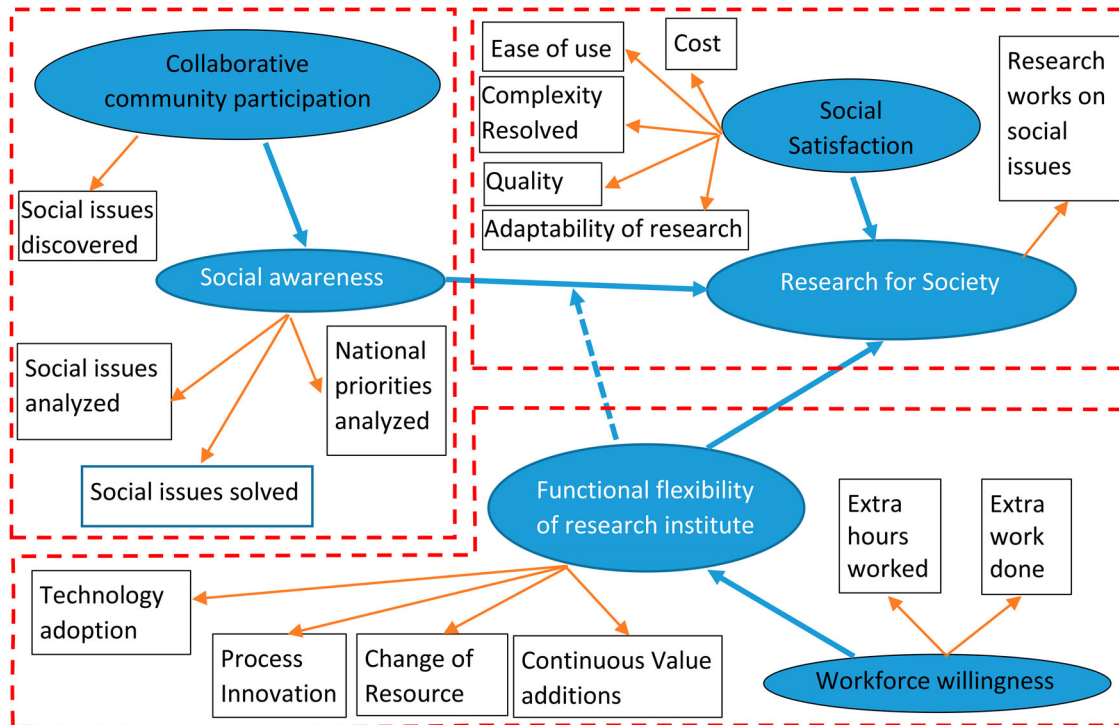 Collaborative
community participation
Social issues
discovered
Social awareness
Social issues
analyzed
National
priorities
analyzed
Social issues solved
Ease of use
Cost
Complexity
Resolved
Quality
Adaptability of research
Social
Satisfaction
Research
works on
social
issues
Research for Society
Functional flexibility
of research institute
Extra
hours
worked
Extra
work
done
Technology
adoption
Process
Innovation
Change of
Resource
Continuous Value
additions
Workforce willingness